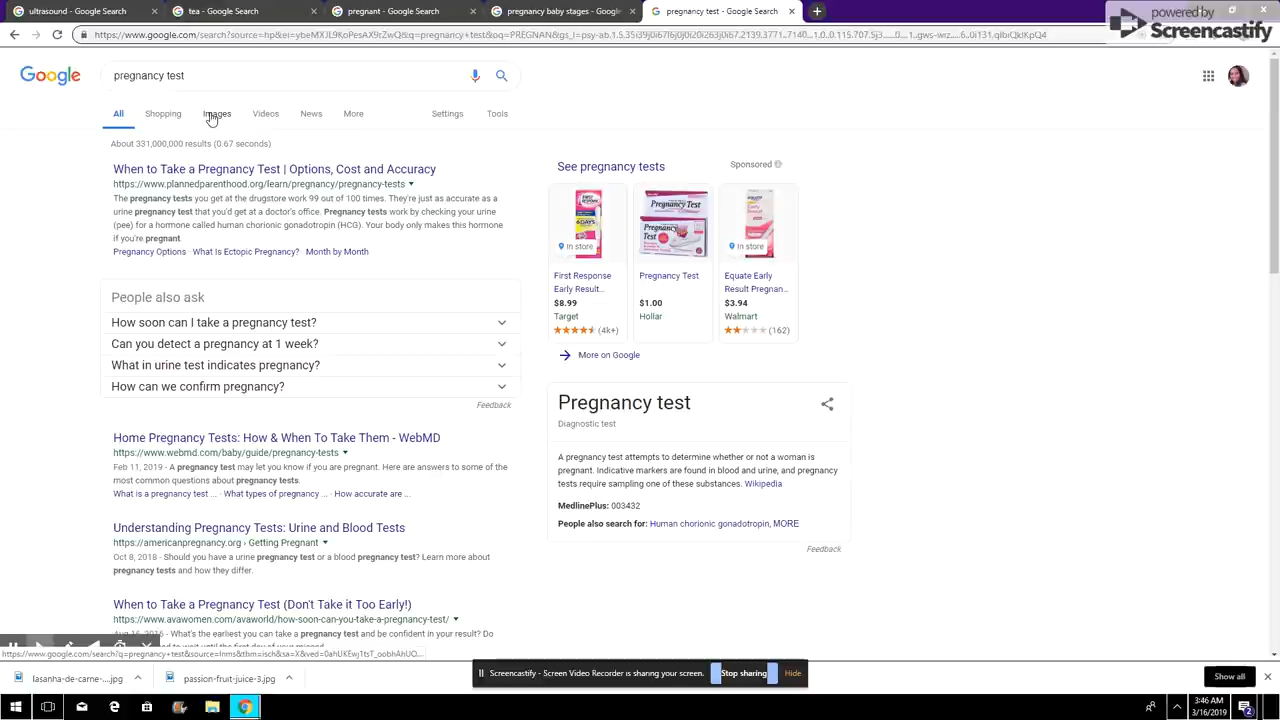 ultrasound - Google Search
tea - Google Search
pregnant - Google Search
pregnancy baby stages - Google
pregnancy test - Google Search
powered by
Screencastify
Google
pregnancy test
All
Shopping
Images
Videos
News
More
Settings
Tools
About 331,000,000 results (0.67 seconds)
When to Take a Pregnancy Test | Options, Cost and Accuracy
https://www.plannedparenthood.org/learn/pregnancy/pregnancy-tests
The pregnancy tests you get at the drugstore work 99 out of 100 times. They're just as accurate as a
urine pregnancy test that you'd get at a doctor's office. Pregnancy tests work by checking your urine
(pee) for a hormone called human chorionic gonadotropin (HCG). Your body only makes this hormone
if you're pregnant.
Pregnancy Options · What Is Ectopic Pregnancy? · Month by Month
People also ask
How soon can I take a pregnancy test?
Can you detect a pregnancy at 1 week?
What in urine test indicates pregnancy?
How can we confirm pregnancy?
Feedback
Home Pregnancy Tests: How & When To Take Them - WebMD
https://www.webmd.com/baby/guide/pregnancy-tests
Feb 11, 2019 - A pregnancy test may let you know if you are pregnant. Here are answers to some of the
most common questions about pregnancy tests.
What is a pregnancy test ... · What types of pregnancy ... · How accurate are ...
Understanding Pregnancy Tests: Urine and Blood Tests
https://americanpregnancy.org › Getting Pregnant
Oct 8, 2018 - Should you have a urine pregnancy test or a blood pregnancy test? Learn more about
pregnancy tests and how they differ.
When to Take a Pregnancy Test (Don't Take it Too Early!)
https://www.avawomen.com/avaworld/how-soon-can-you-take-a-pregnancy-test/
What's the earliest you can take a pregnancy test and be confident in your result? Do
See pregnancy tests
Sponsored
In store
In store
First Response
Early Result...
$8.99
Target
(4k+)
Pregnancy Test
$1.00
Hollar
Equate Early
Result Pregnan...
$3.94
Walmart
(162)
More on Google
Pregnancy test
Diagnostic test
A pregnancy test attempts to determine whether or not a woman is
pregnant. Indicative markers are found in blood and urine, and pregnancy
tests require sampling one of these substances. Wikipedia
MedlinePlus: 003432
People also search for: Human chorionic gonadotropin, MORE
Feedback
lasanha-de-carne-....jpg
passion-fruit-juice-3.jpg
Screencastify - Screen Video Recorder is sharing your screen.
Stop sharing
Hide
Show all
3:46 AM
3/16/2019
2